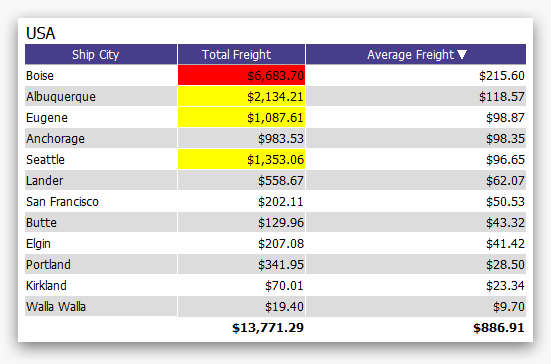 USA
Ship City Total Freight Average Freight ▼
Boise $6,683.70 $215.60
Albuquerque $2,134.21 $118.57
Eugene $1,087.61 $98.87
Anchorage $983.53 $98.35
Seattle $1,353.06 $96.65
Lander $558.67 $62.07
San Francisco $202.11 $50.53
Butte $129.96 $43.32
Elgin $207.08 $41.42
Portland $341.95 $28.50
Kirkland $70.01 $23.34
Walla Walla $19.40 $9.70
$13,771.29 $886.91